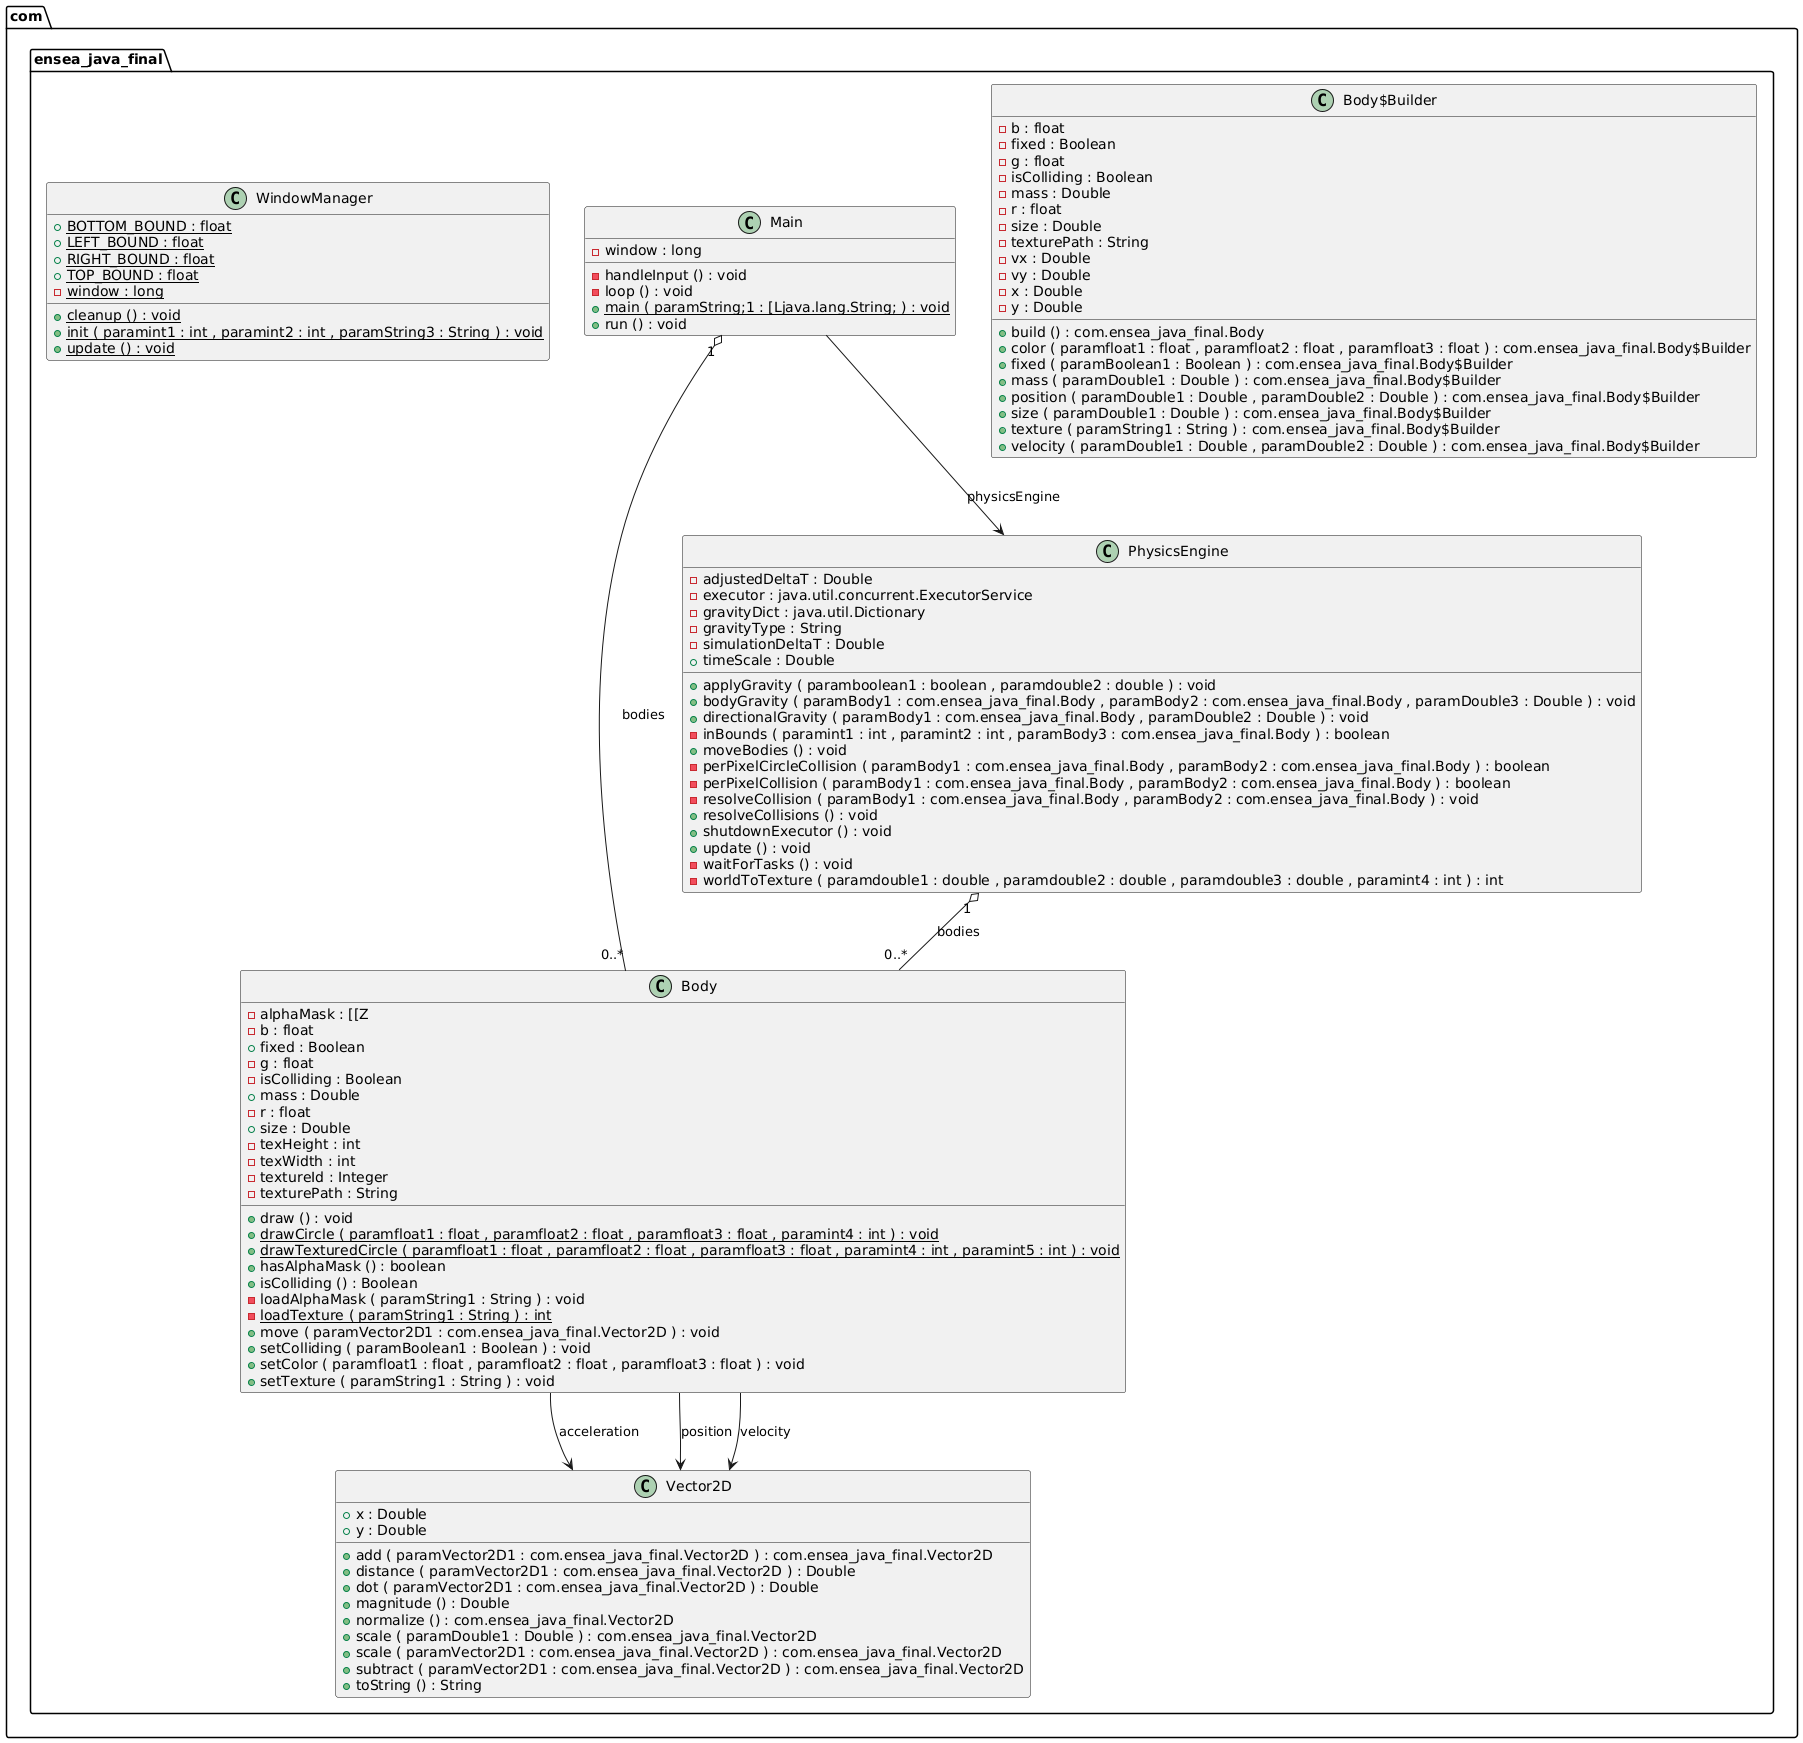 com
ensea_java_final
Body$Builder
b : float
fixed : Boolean
g : float
isColliding : Boolean
mass : Double
r : float
size : Double
texturePath : String
vx : Double
vy : Double
x : Double
y : Double
build () : com.ensea_java_final.Body
color ( paramfloat1 : float , paramfloat2 : float , paramfloat3 : float ) : com.ensea_java_final.Body$Builder
fixed ( paramBoolean1 : Boolean ) : com.ensea_java_final.Body$Builder
mass ( paramDouble1 : Double ) : com.ensea_java_final.Body$Builder
position ( paramDouble1 : Double , paramDouble2 : Double ) : com.ensea_java_final.Body$Builder
size ( paramDouble1 : Double ) : com.ensea_java_final.Body$Builder
texture ( paramString1 : String ) : com.ensea_java_final.Body$Builder
velocity ( paramDouble1 : Double , paramDouble2 : Double ) : com.ensea_java_final.Body$Builder
WindowManager
BOTTOM_BOUND : float
LEFT_BOUND : float
RIGHT_BOUND : float
TOP_BOUND : float
window : long
cleanup () : void
init ( paramint1 : int , paramint2 : int , paramString3 : String ) : void
update () : void
Main
window : long
handleInput () : void
loop () : void
main ( paramString;1 : [Ljava.lang.String; ) : void
run () : void
1
physicsEngine
PhysicsEngine
adjustedDeltaT : Double
executor : java.util.concurrent.ExecutorService
gravityDict : java.util.Dictionary
gravityType : String
simulationDeltaT : Double
timeScale : Double
applyGravity ( paramboolean1 : boolean , paramdouble2 : double ) : void
bodyGravity ( paramBody1 : com.ensea_java_final.Body , paramBody2 : com.ensea_java_final.Body , paramDouble3 : Double ) : void
directionalGravity ( paramBody1 : com.ensea_java_final.Body , paramDouble2 : Double ) : void
inBounds ( paramint1 : int , paramint2 : int , paramBody3 : com.ensea_java_final.Body ) : boolean
moveBodies () : void
perPixelCircleCollision ( paramBody1 : com.ensea_java_final.Body , paramBody2 : com.ensea_java_final.Body ) : boolean
perPixelCollision ( paramBody1 : com.ensea_java_final.Body , paramBody2 : com.ensea_java_final.Body ) : boolean
resolveCollision ( paramBody1 : com.ensea_java_final.Body , paramBody2 : com.ensea_java_final.Body ) : void
resolveCollisions () : void
shutdownExecutor () : void
update () : void
waitForTasks () : void
worldToTexture ( paramdouble1 : double , paramdouble2 : double , paramdouble3 : double , paramint4 : int ) : int
bodies
1
bodies
0..*
0..*
Body
alphaMask : [[Z
b : float
fixed : Boolean
g : float
isColliding : Boolean
mass : Double
r : float
size : Double
texHeight : int
texWidth : int
textureId : Integer
texturePath : String
draw () : void
drawCircle ( paramfloat1 : float , paramfloat2 : float , paramfloat3 : float , paramint4 : int ) : void
drawTexturedCircle ( paramfloat1 : float , paramfloat2 : float , paramfloat3 : float , paramint4 : int , paramint5 : int ) : void
hasAlphaMask () : boolean
isColliding () : Boolean
loadAlphaMask ( paramString1 : String ) : void
loadTexture ( paramString1 : String ) : int
move ( paramVector2D1 : com.ensea_java_final.Vector2D ) : void
setColliding ( paramBoolean1 : Boolean ) : void
setColor ( paramfloat1 : float , paramfloat2 : float , paramfloat3 : float ) : void
setTexture ( paramString1 : String ) : void
acceleration
position
velocity
Vector2D
x : Double
y : Double
add ( paramVector2D1 : com.ensea_java_final.Vector2D ) : com.ensea_java_final.Vector2D
distance ( paramVector2D1 : com.ensea_java_final.Vector2D ) : Double
dot ( paramVector2D1 : com.ensea_java_final.Vector2D ) : Double
magnitude () : Double
normalize () : com.ensea_java_final.Vector2D
scale ( paramDouble1 : Double ) : com.ensea_java_final.Vector2D
scale ( paramVector2D1 : com.ensea_java_final.Vector2D ) : com.ensea_java_final.Vector2D
subtract ( paramVector2D1 : com.ensea_java_final.Vector2D ) : com.ensea_java_final.Vector2D
toString () : String